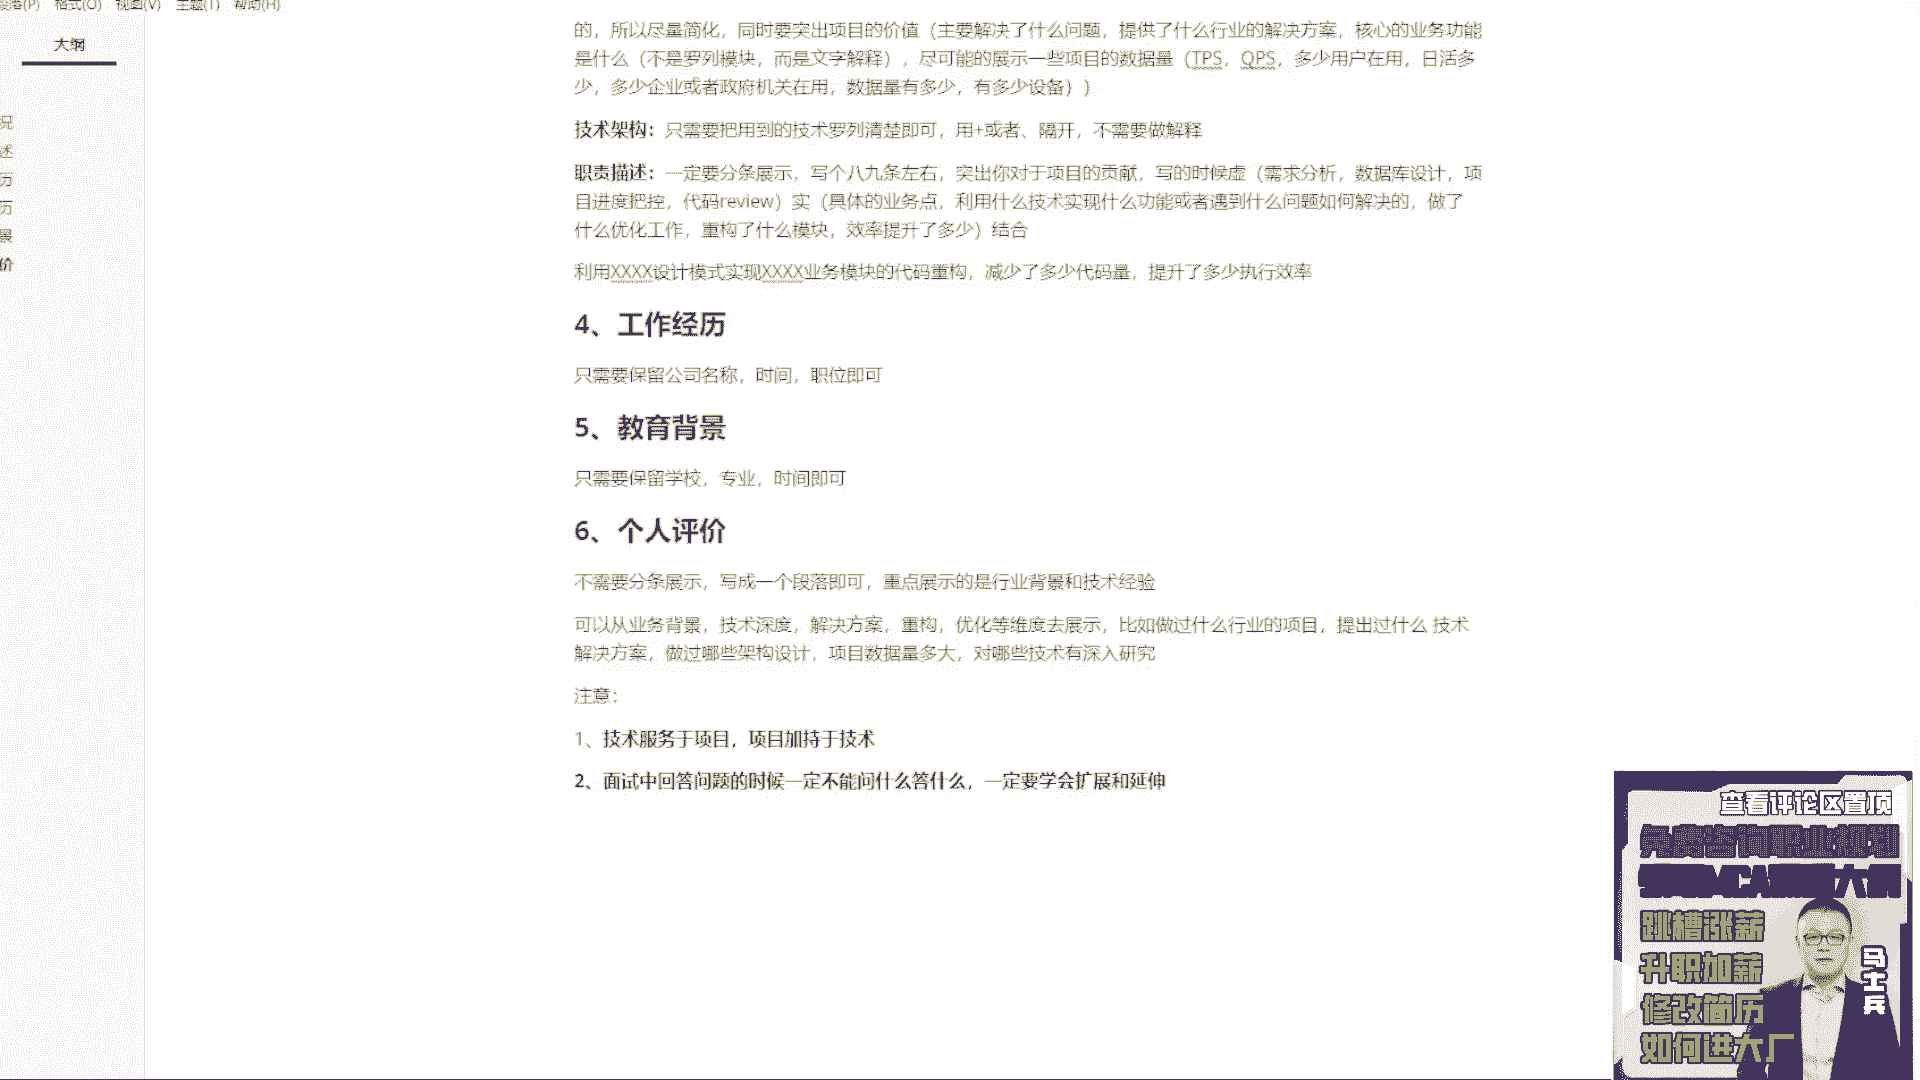 段落(P) 格式(O) 视图(V) 主题(T) 帮助(H)
大纲
况
述
历
历
景
价
的，所以尽量简化，同时要突出项目的价值（主要解决了什么问题，提供了什么行业的解决方案，核心的业务功能
是什么（不是罗列模块，而是文字解释），尽可能的展示一些项目的数据量（TPS，QPS，多少用户在用，日活多
少，多少企业或者政府机关在用，数据量有多少，有多少设备））
技术架构：只需要把用到的技术罗列清楚即可，用+或者、隔开，不需要做解释
职责描述：一定要分条展示，写个八九条左右，突出你对于项目的贡献，写的时候虚（需求分析，数据库设计，项
目进度把控，代码review）实（具体的业务点，利用什么技术实现什么功能或者遇到什么问题如何解决的，做了
什么优化工作，重构了什么模块，效率提升了多少）结合
利用XXXX设计模式实现XXXX业务模块的代码重构，减少了多少代码量，提升了多少执行效率
4、工作经历
只需要保留公司名称，时间，职位即可
5、教育背景
只需要保留学校，专业，时间即可
6、个人评价
不需要分条展示，写成一个段落即可，重点展示的是行业背景和技术经验
可以从业务背景，技术深度，解决方案，重构，优化等维度去展示，比如做过什么行业的项目，提出过什么 技术
解决方案，做过哪些架构设计，项目数据量多大，对哪些技术有深入研究
注意：
1、技术服务于项目，项目加持于技术
2、面试中回答问题的时候一定不能问什么答什么，一定要学会扩展和延伸
查看评论区置顶
免费咨询职业规划
大纲
跳槽涨薪
升职加薪
修改简历
如何进大厂
马士兵